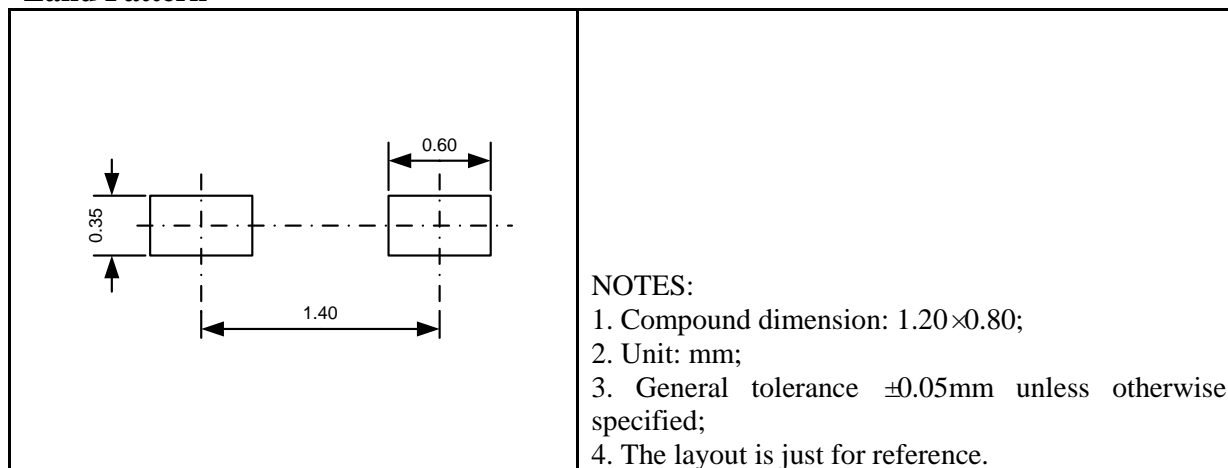 Land Pattern
0.60
0.35
1.40
NOTES:
1. Compound dimension: 1.20×0.80;
2. Unit: mm;
3. General tolerance ±0.05mm unless otherwise
specified;
4. The layout is just for reference.